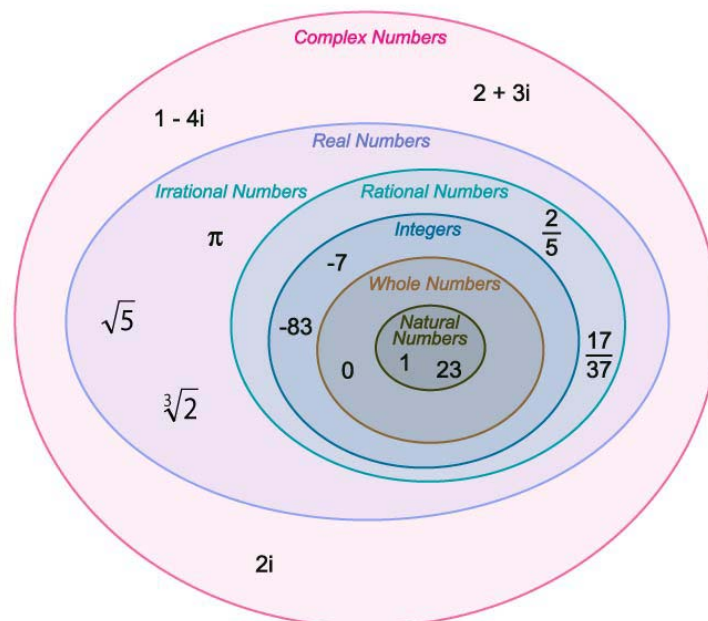 Complex Numbers
2 + 3i
1 - 4i
Real Numbers
Irrational Numbers
Rational Numbers
π
2/5
Integers
-7
Whole Numbers
√5
-83
Natural
Numbers
1 23
0
17/37
∛2
2i